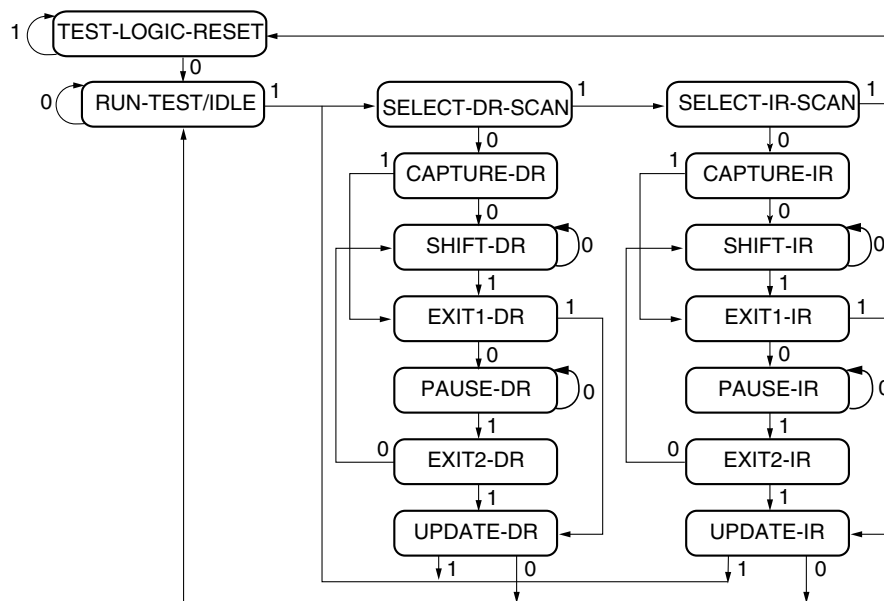 1
TEST-LOGIC-RESET
0
0
RUN-TEST/IDLE
1
SELECT-DR-SCAN
1
SELECT-IR-SCAN
1
0
0
1
CAPTURE-DR
1
CAPTURE-IR
0
0
SHIFT-DR
0
SHIFT-IR
0
1
1
EXIT1-DR
1
EXIT1-IR
1
0
0
PAUSE-DR
0
PAUSE-IR
0
1
1
0
EXIT2-DR
0
EXIT2-IR
1
1
UPDATE-DR
UPDATE-IR
1
0
1
0